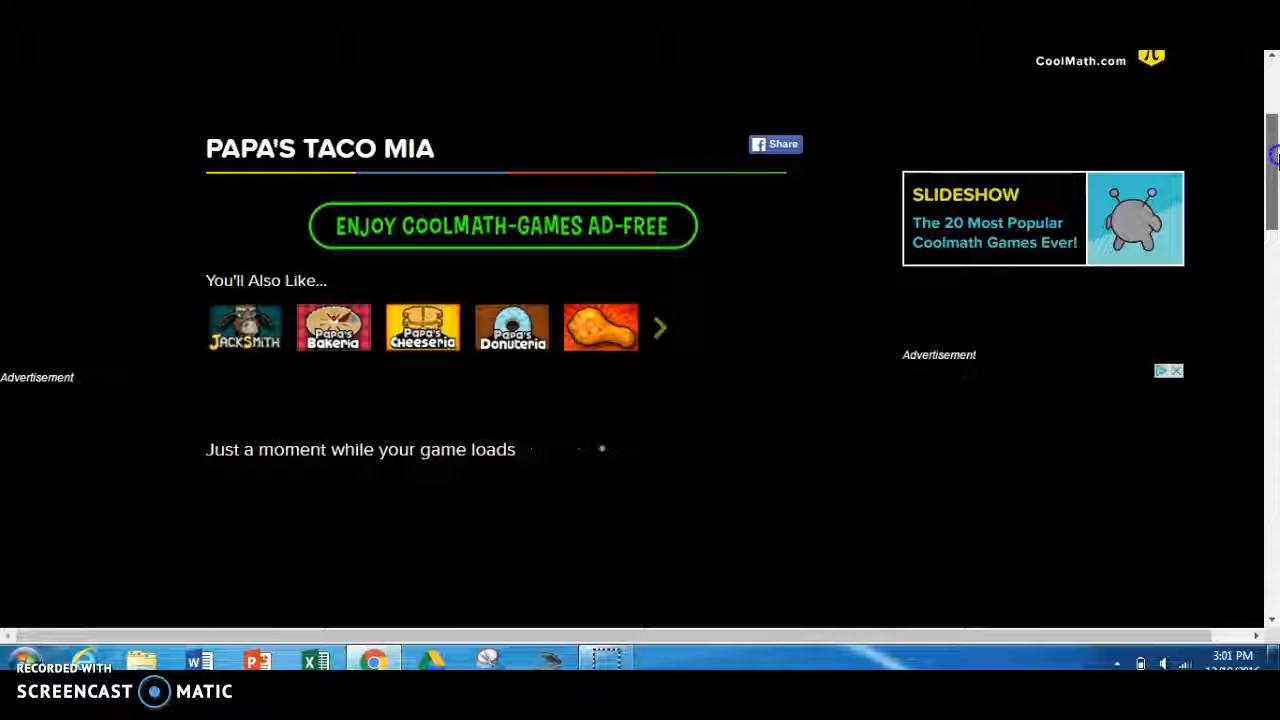 CoolMath.com
PAPA'S TACO MIA
Share
ENJOY COOLMATH-GAMES AD-FREE
SLIDESHOW
The 20 Most Popular
Coolmath Games Ever!
You'll Also Like...
JACKSMITH
Papa's
Bakeria
Papa's
Cheeseria
Papa's
Donuteria
Advertisement
Advertisement
Just a moment while your game loads
3:01 PM
RECORDED WITH
SCREENCAST MATIC